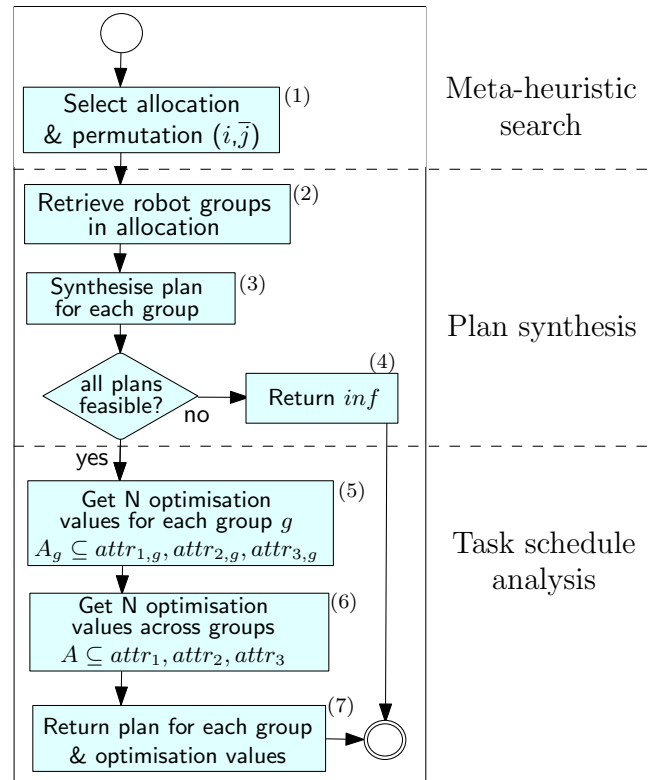 (1)
Select allocation
& permutation (i,j̅)
Meta-heuristic
search
(2)
Retrieve robot groups
in allocation
(3)
Synthesise plan
for each group
Plan synthesis
all plans
feasible?
no
(4)
Return inf
yes
(5)
Get N optimisation
values for each group g
A_g ⊆ attr_{1,g}, attr_{2,g}, attr_{3,g}
Task schedule
analysis
(6)
Get N optimisation
values across groups
A ⊆ attr_1, attr_2, attr_3
(7)
Return plan for each group
& optimisation values